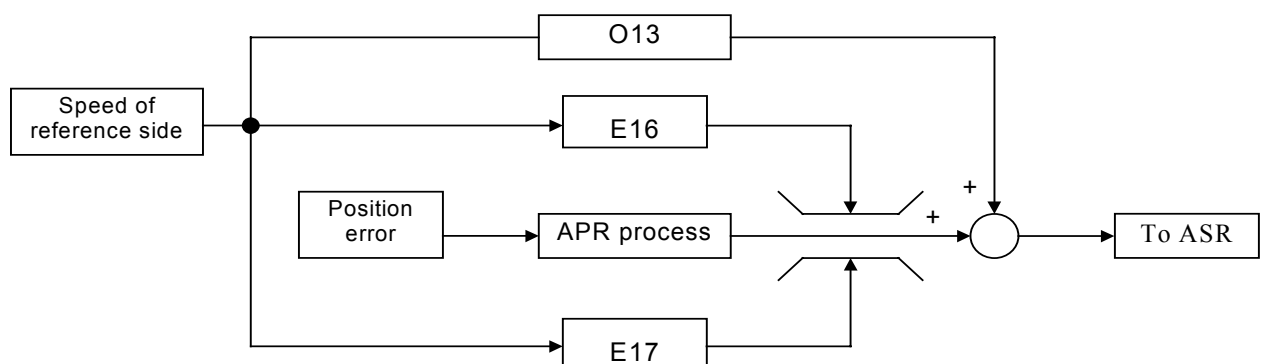 O13
Speed of
reference side
E16
+
Position
error
+
APR process
To ASR
E17